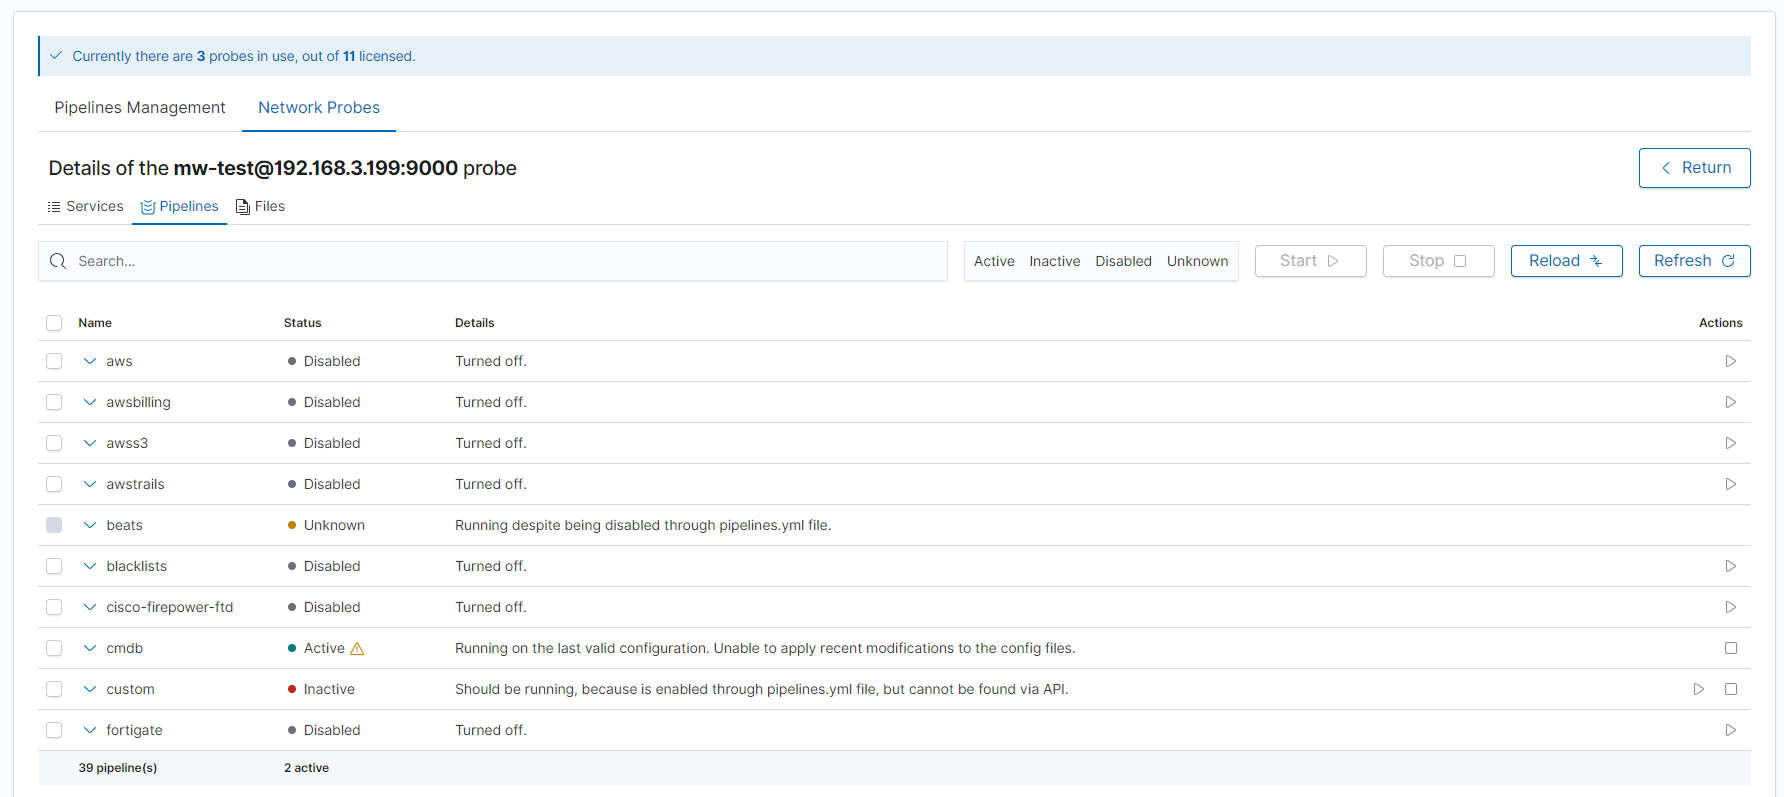 Currently there are 3 probes in use, out of 11 licensed.
Pipelines Management Network Probes
Details of the mw-test@192.168.3.199:9000 probe
Return
Services Pipelines Files
Search...
Active Inactive Disabled Unknown
Start Stop Reload Refresh
Name Status Details Actions
aws Disabled Turned off.
awsbilling Disabled Turned off.
awss3 Disabled Turned off.
awstrails Disabled Turned off.
beats Unknown Running despite being disabled through pipelines.yml file.
blacklists Disabled Turned off.
cisco-firepower-ftd Disabled Turned off.
cmdb Active Running on the last valid configuration. Unable to apply recent modifications to the config files.
custom Inactive Should be running, because is enabled through pipelines.yml file, but cannot be found via API.
fortigate Disabled Turned off.
39 pipeline(s) 2 active